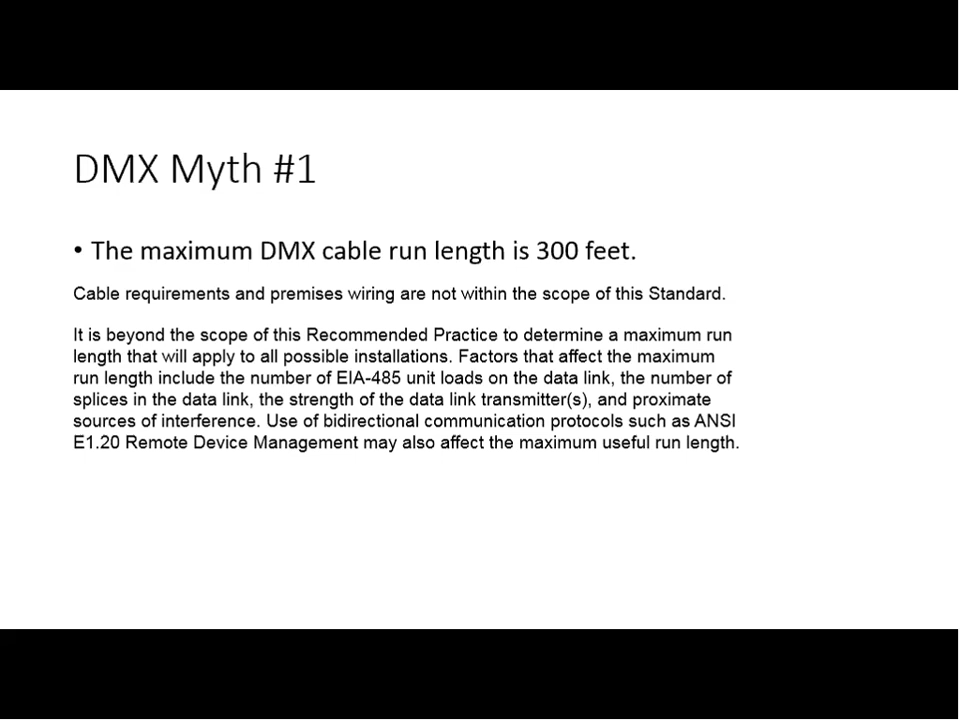 DMX Myth #1
• The maximum DMX cable run length is 300 feet.
Cable requirements and premises wiring are not within the scope of this Standard.
It is beyond the scope of this Recommended Practice to determine a maximum run
length that will apply to all possible installations. Factors that affect the maximum
run length include the number of EIA-485 unit loads on the data link, the number of
splices in the data link, the strength of the data link transmitter(s), and proximate
sources of interference. Use of bidirectional communication protocols such as ANSI
E1.20 Remote Device Management may also affect the maximum useful run length.